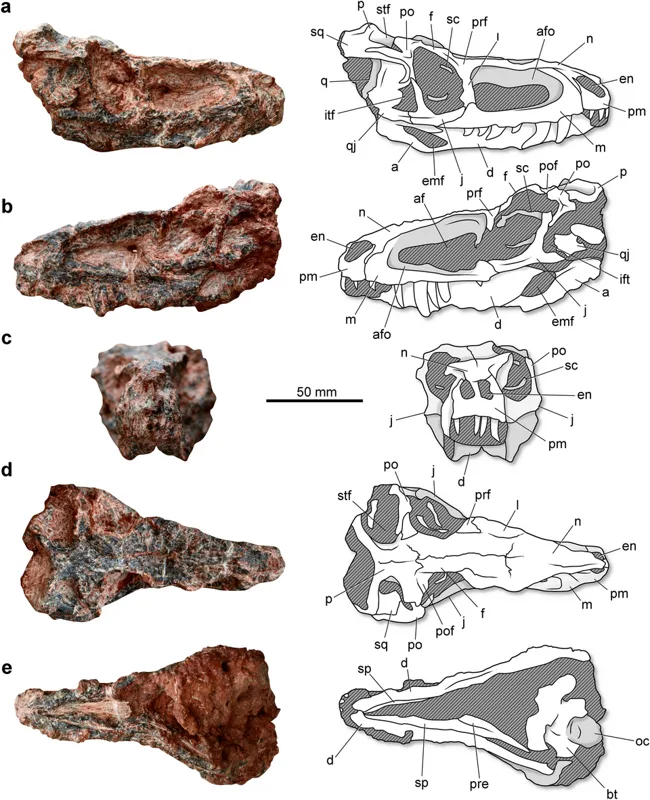 a
p
stf
po
f
sc
prf
l
afo
n
sq
en
q
pm
itf
qj
a
emf
j
d
m
b
n
af
prf
f
sc
pof
po
p
en
pm
qj
ift
m
a
afo
d
emf
j
c
n
po
sc
en
50 mm
j
j
pm
d
d
po
j
stf
prf
l
n
en
p
pm
m
sq
po
pof
j
f
e
sp
d
oc
d
sp
pre
bt